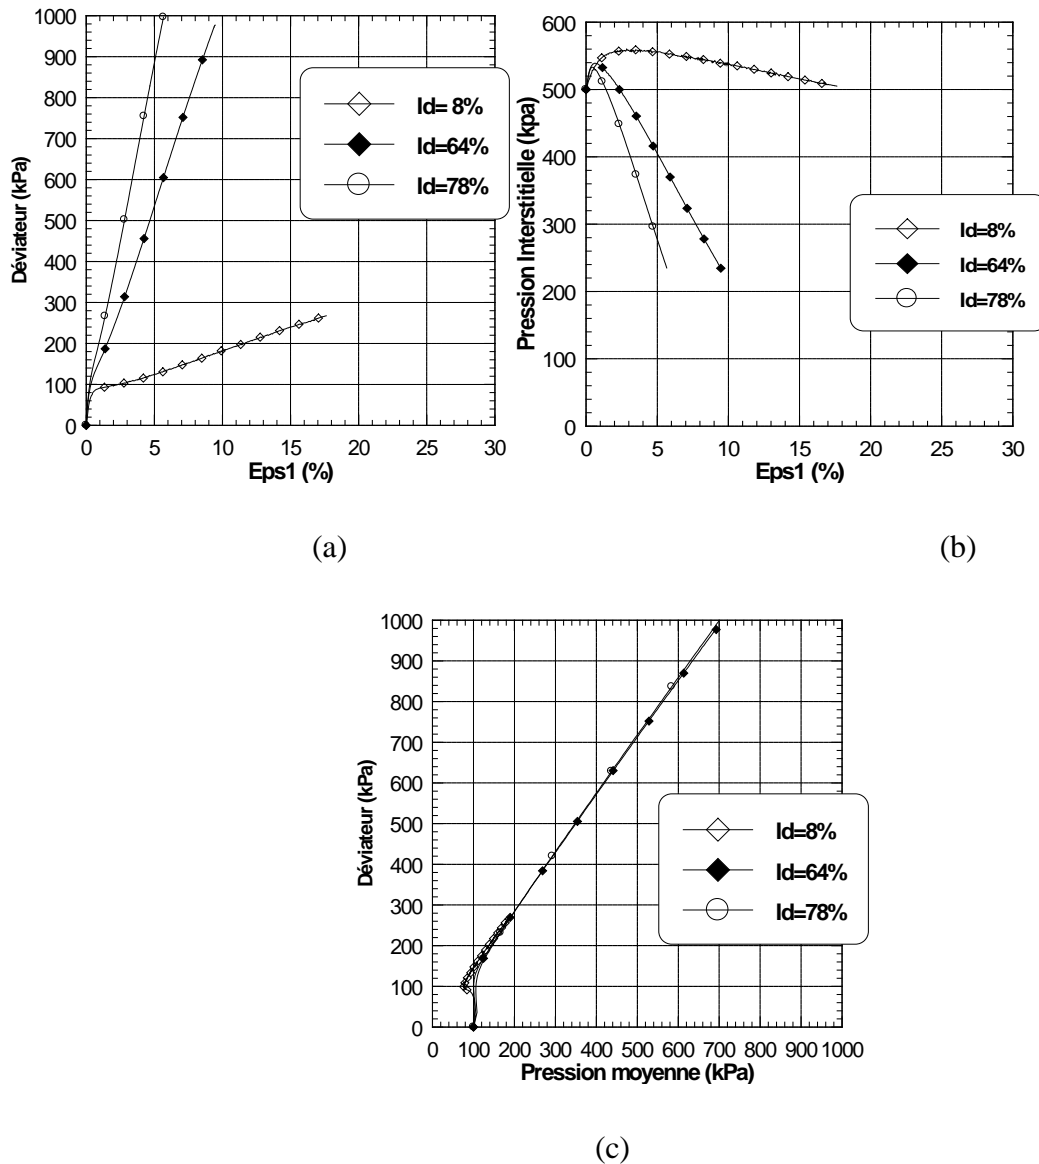 1000
900
800
700
600
500
400
300
200
100
0
Déviateur (kPa)
0 5 10 15 20 25 30
Eps1 (%)
Id= 8%
Id=64%
Id=78%
(a)
600
500
400
300
200
100
0
Pression Interstitielle (kpa)
0 5 10 15 20 25 30
Eps1 (%)
Id=8%
Id=64%
Id=78%
(b)
1000
900
800
700
600
500
400
300
200
100
0
Déviateur (kPa)
0 100 200 300 400 500 600 700 800 900 1000
Pression moyenne (kPa)
Id=8%
Id=64%
Id=78%
(c)